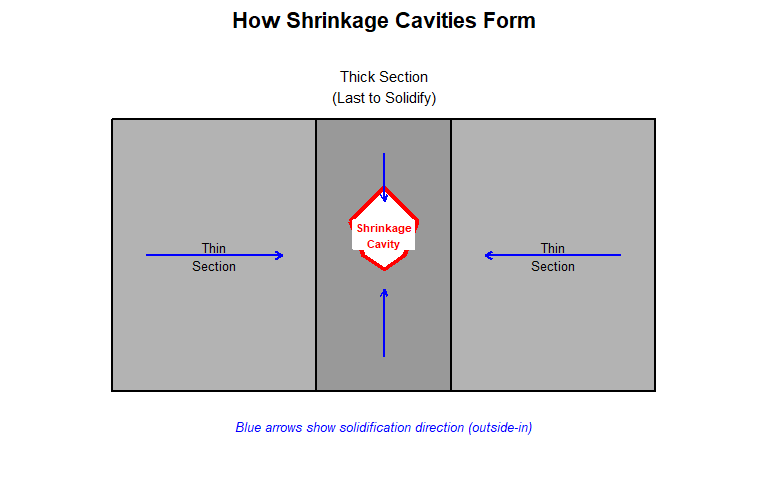 How Shrinkage Cavities Form
Thick Section
(Last to Solidify)
Shrinkage
Cavity
Thin
Section
Thin
Section
Blue arrows show solidification direction (outside-in)